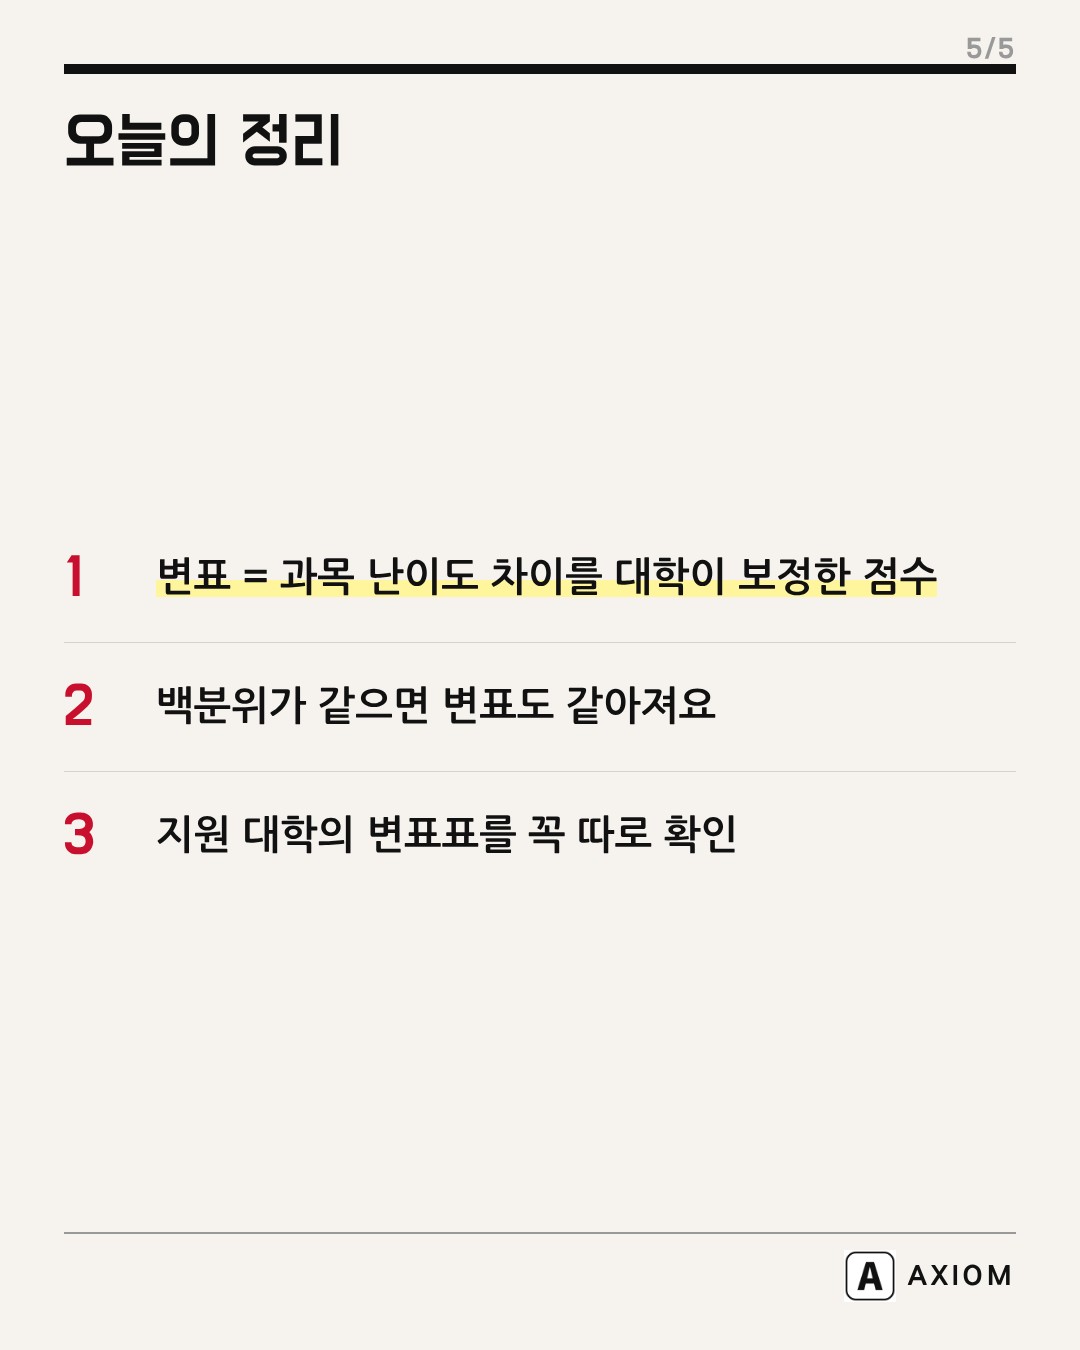 5/5
오늘의 정리
1 변표 = 과목 난이도 차이를 대학이 보정한 점수
2 백분위가 같으면 변표도 같아져요
3 지원 대학의 변표표를 꼭 따로 확인
A AXIOM